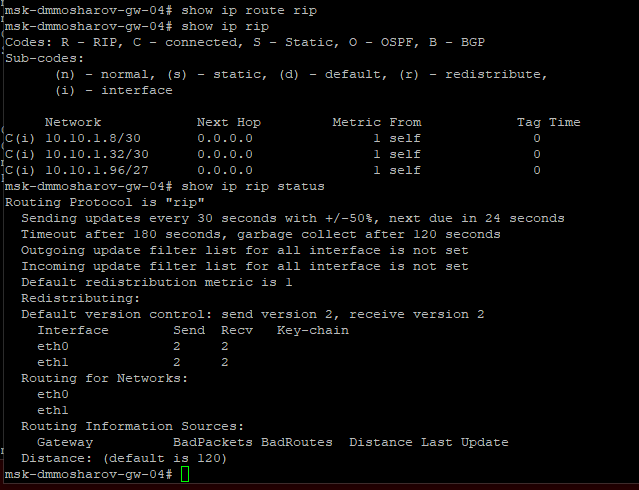 msk-dmmosharov-gw-04# show ip route rip
msk-dmmosharov-gw-04# show ip rip
Codes: R - RIP, C - connected, S - Static, O - OSPF, B - BGP
Sub-codes:
      (n) - normal, (s) - static, (d) - default, (r) - redistribute,
      (i) - interface

     Network            Next Hop         Metric From            Tag Time
C(i) 10.10.1.8/30       0.0.0.0               1 self              0
C(i) 10.10.1.32/30      0.0.0.0               1 self              0
C(i) 10.10.1.96/27      0.0.0.0               1 self              0
msk-dmmosharov-gw-04# show ip rip status
Routing Protocol is "rip"
  Sending updates every 30 seconds with +/-50%, next due in 24 seconds
  Timeout after 180 seconds, garbage collect after 120 seconds
  Outgoing update filter list for all interface is not set
  Incoming update filter list for all interface is not set
  Default redistribution metric is 1
  Redistributing:
  Default version control: send version 2, receive version 2
    Interface        Send  Recv   Key-chain
    eth0             2     2
    eth1             2     2
  Routing for Networks:
    eth0
    eth1
  Routing Information Sources:
    Gateway          BadPackets BadRoutes  Distance Last Update
  Distance: (default is 120)
msk-dmmosharov-gw-04#